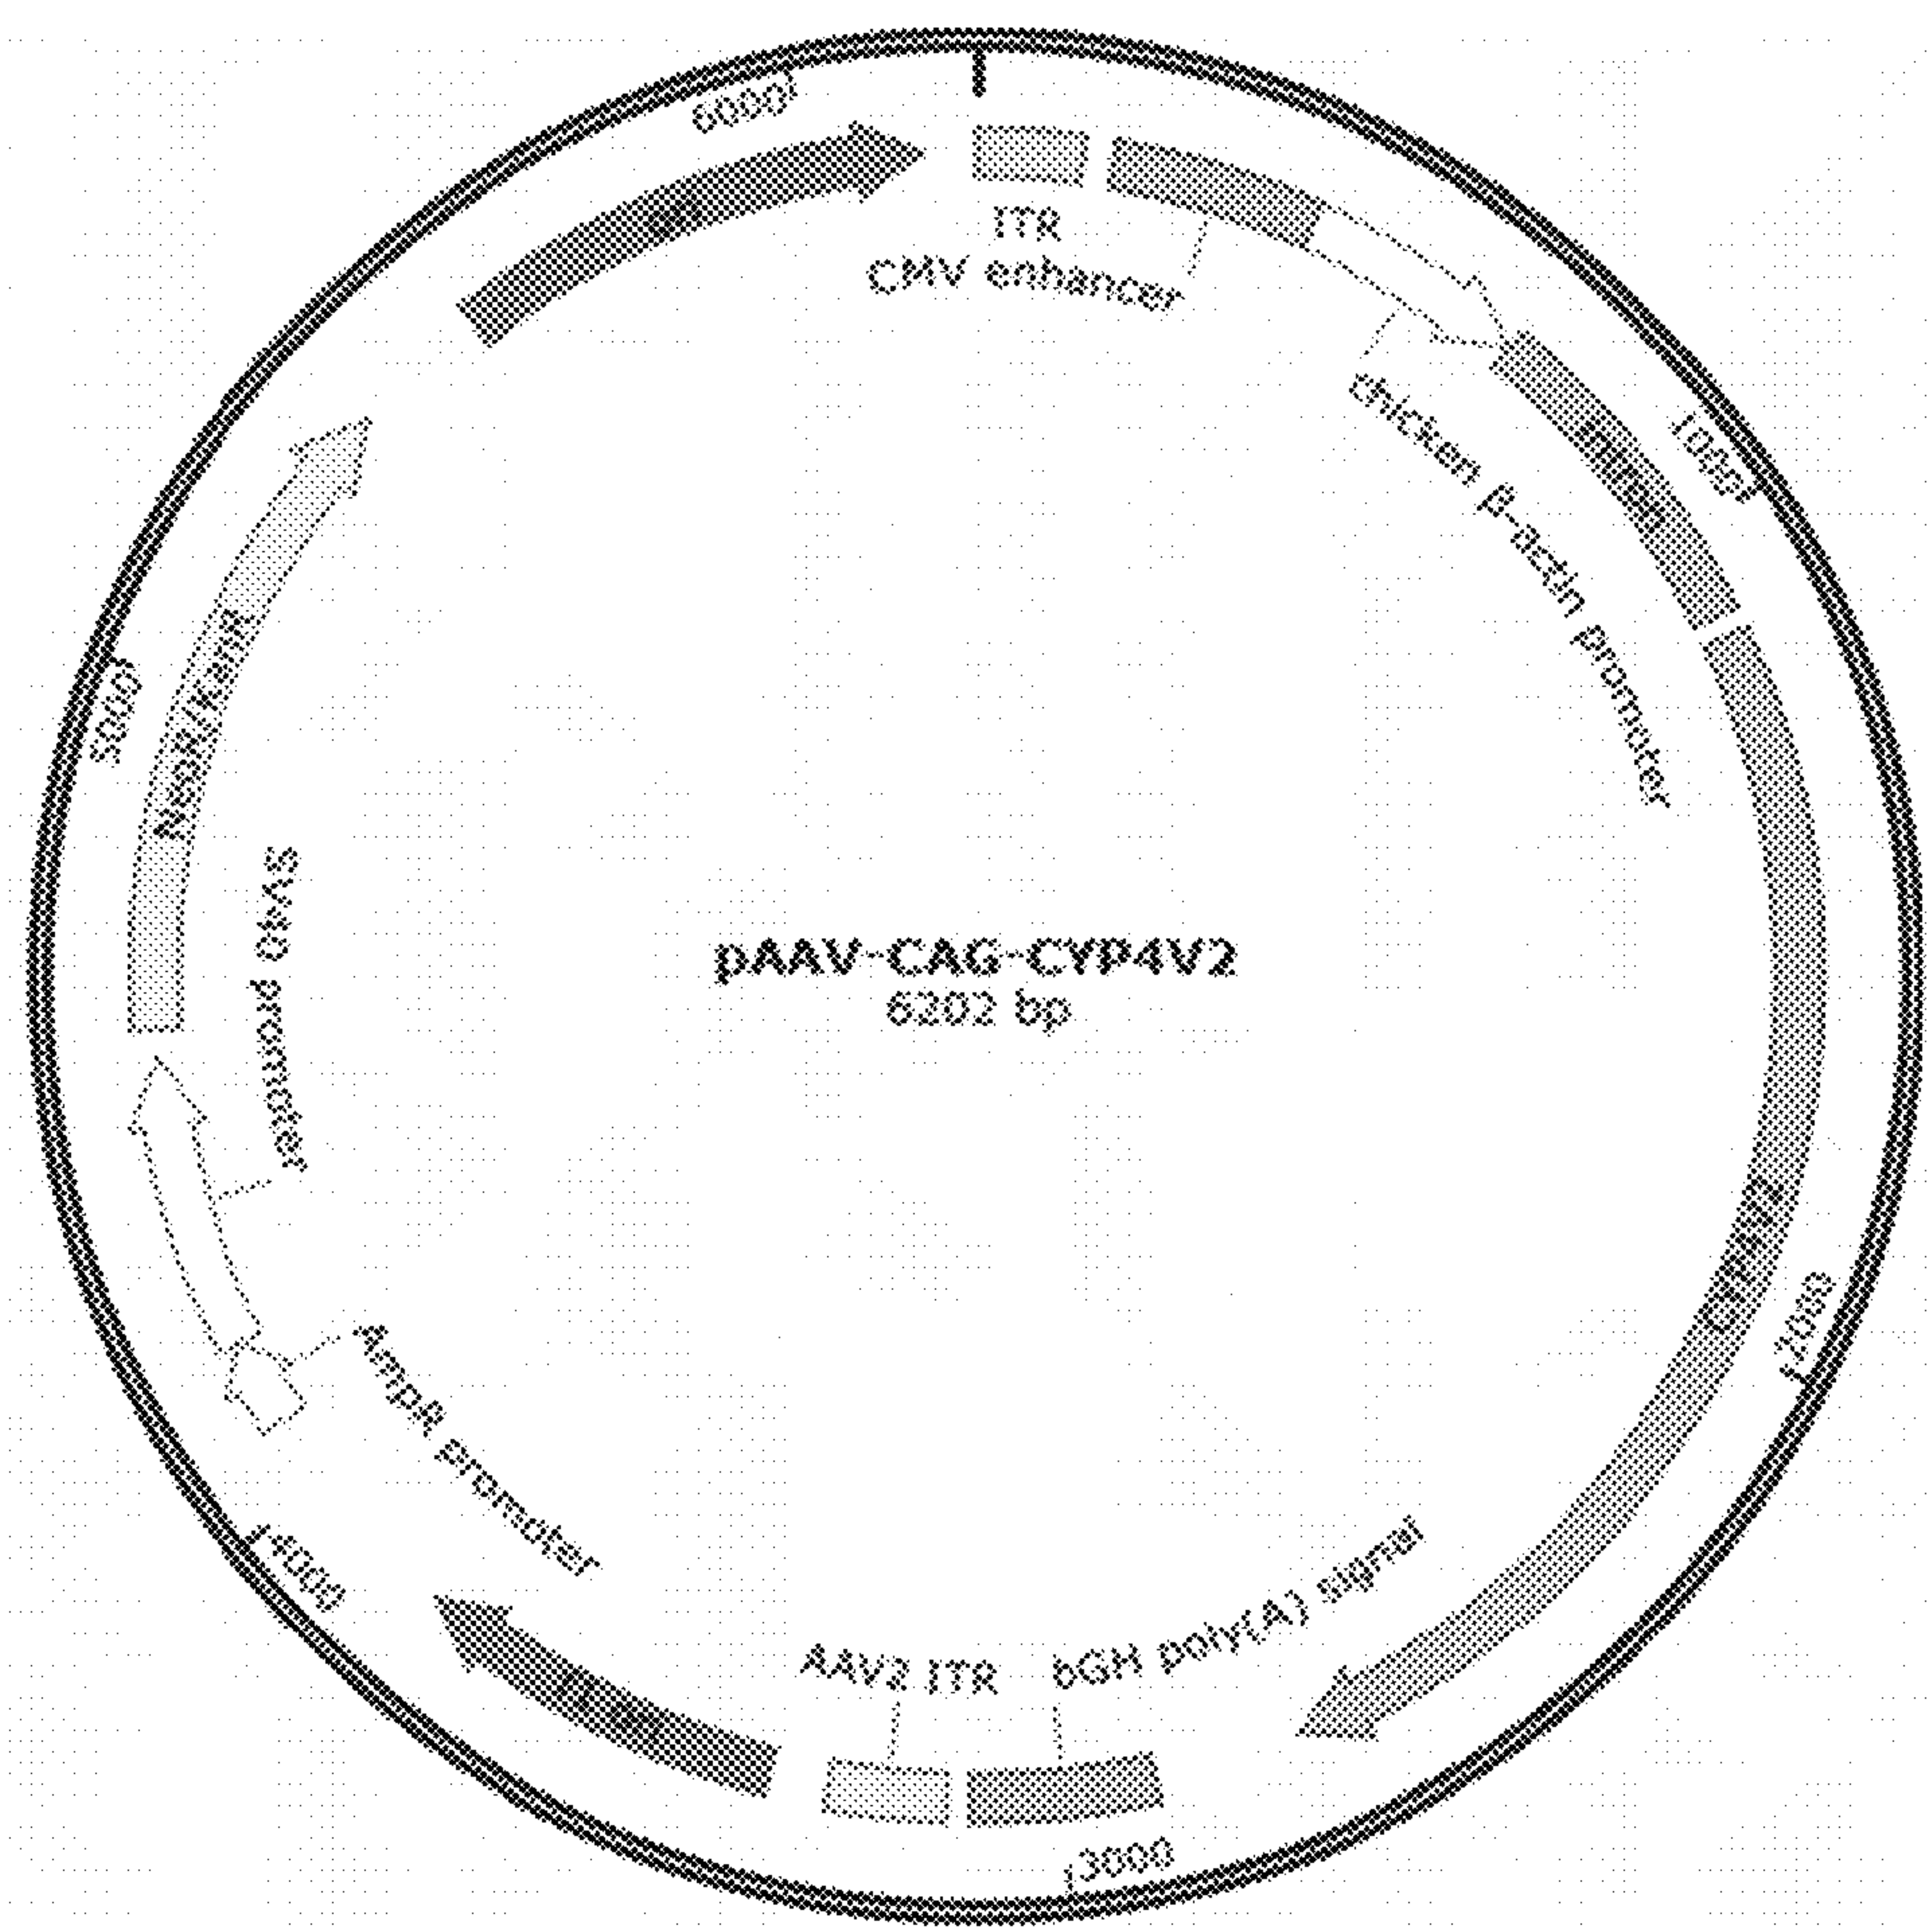 6000
ITR
CMV enhancer
chicken β-actin promoter
1000
5000
NeoR/KanR
SV40 promoter
pAAV-CAG-CYP4V2
6202 bp
2000
AmpR promoter
4000
AAV2 ITR
bGH poly(A) signal
3000